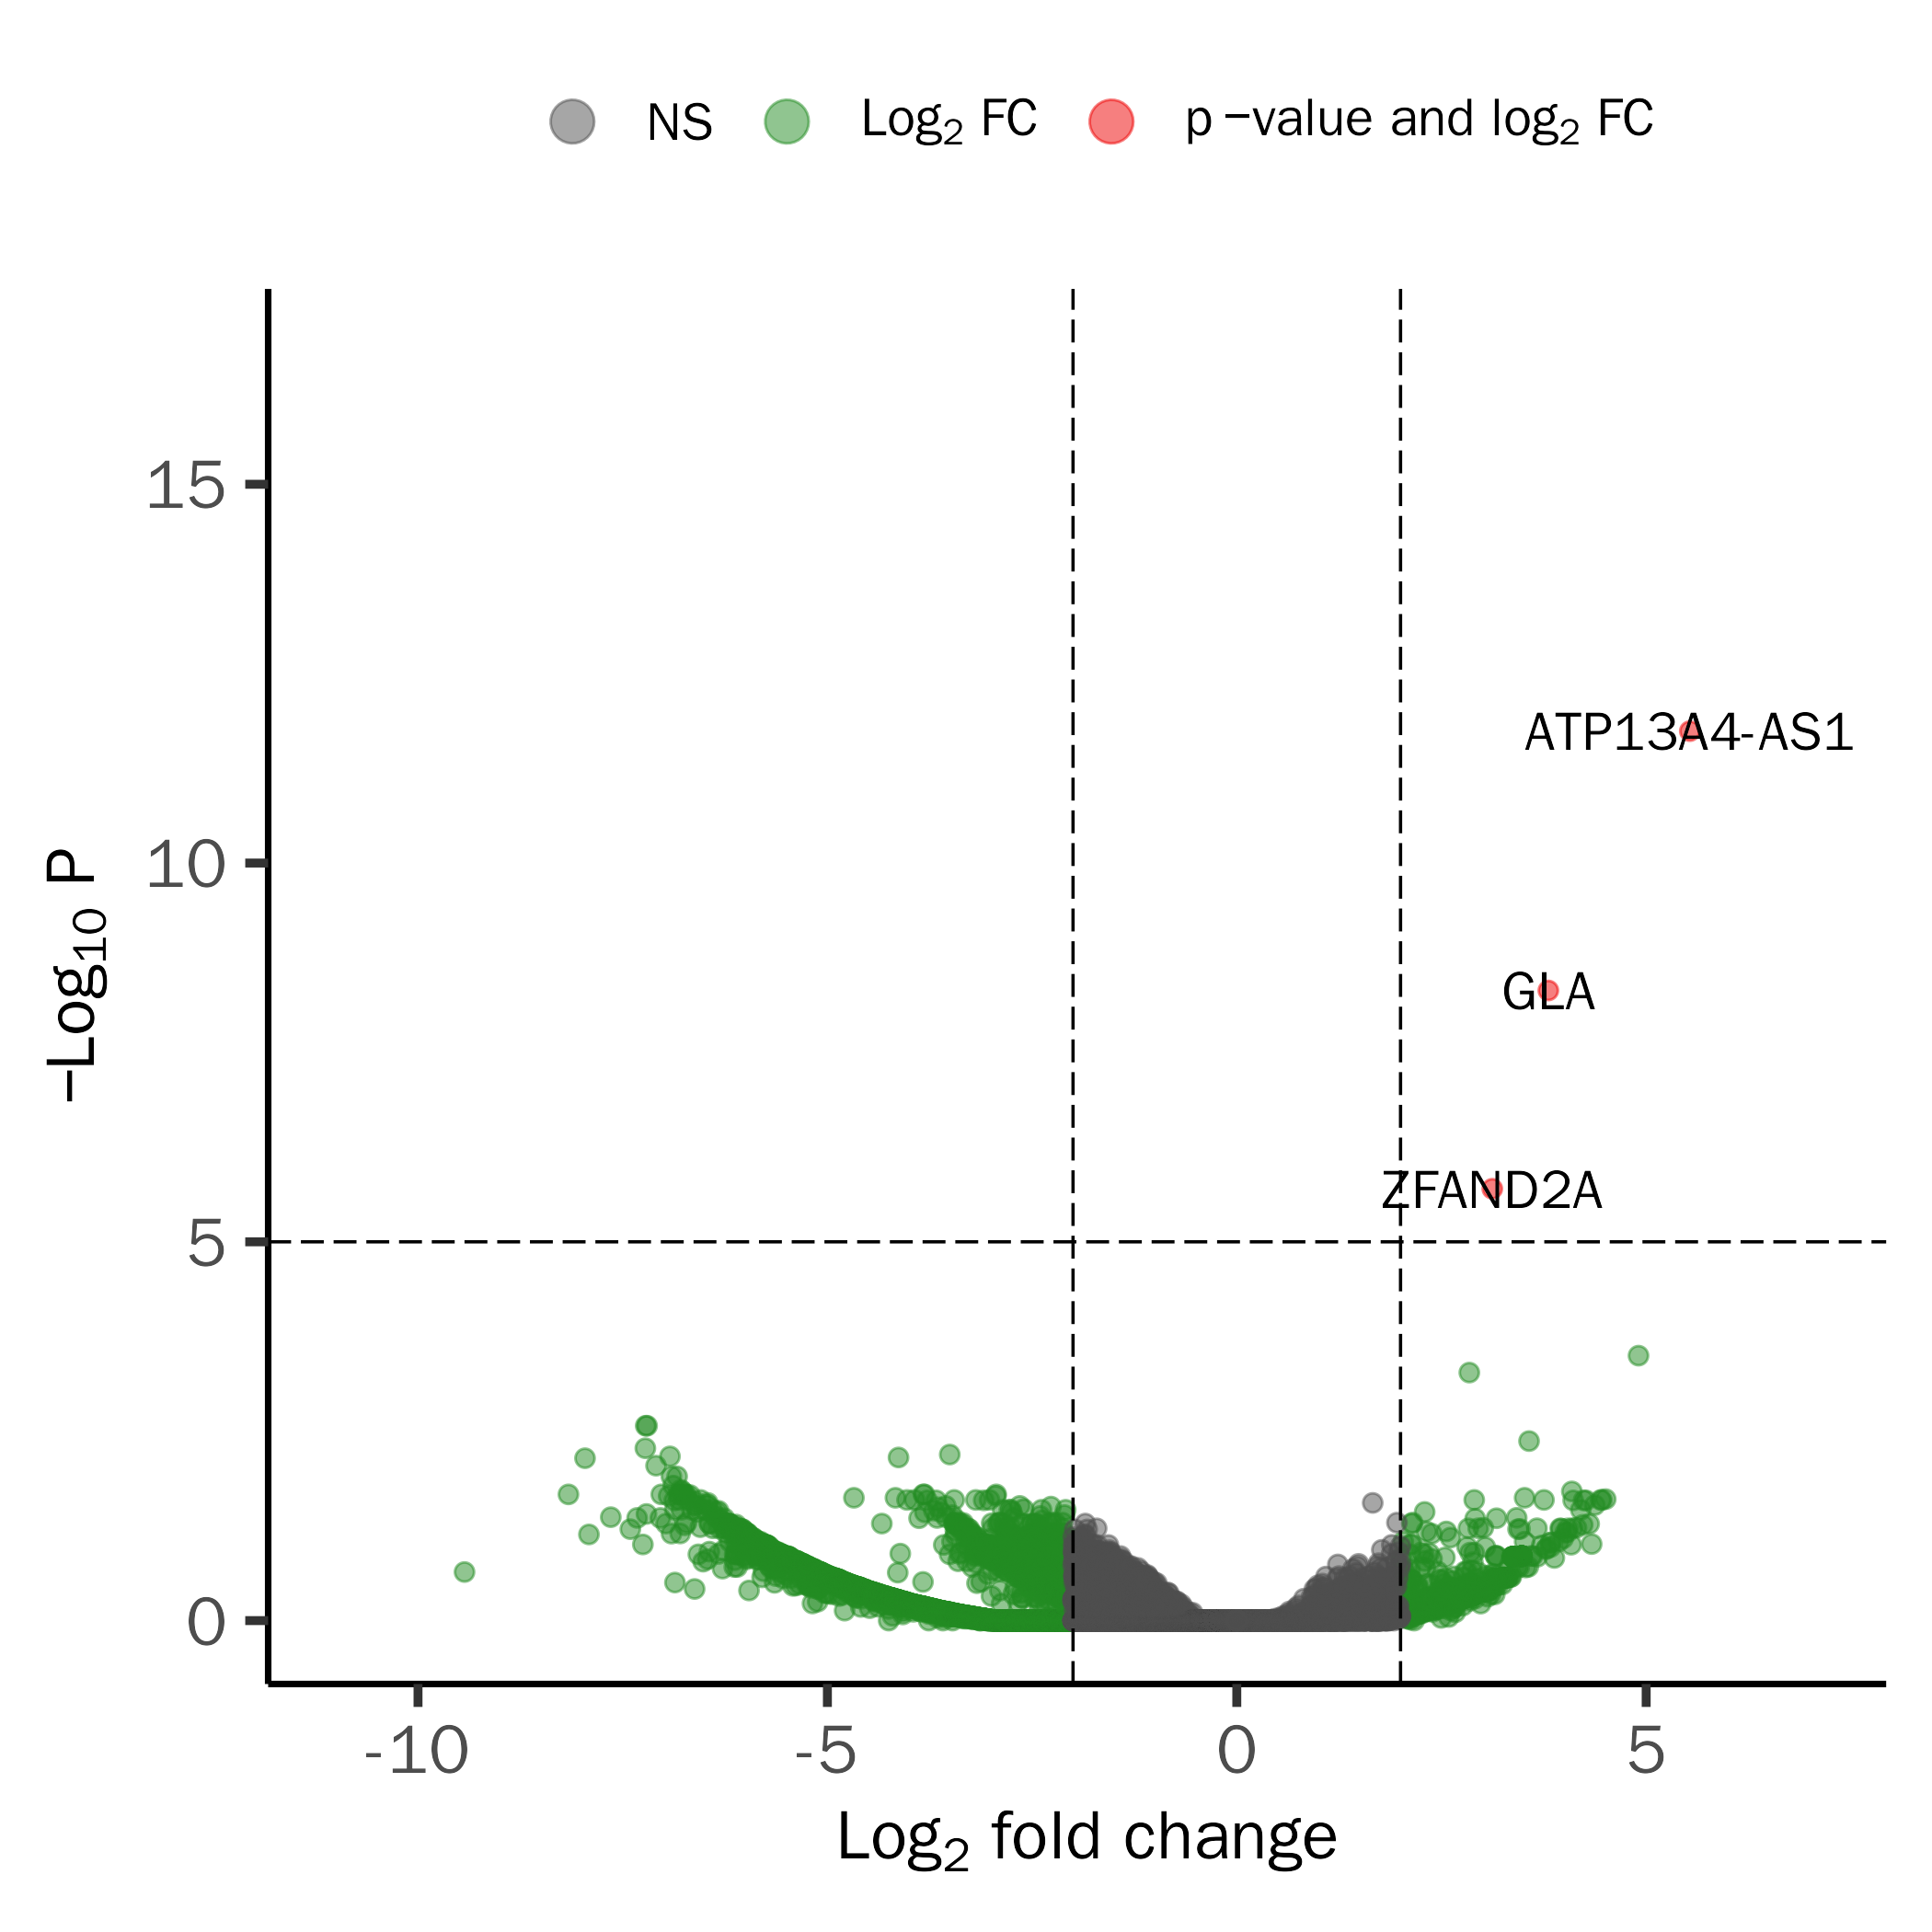 NS Log₂ FC p −value and log₂ FC
15
10
5
0
−Log₁₀ P
ATP13A4-AS1
GLA
ZFAND2A
-10 -5 0 5
Log₂ fold change